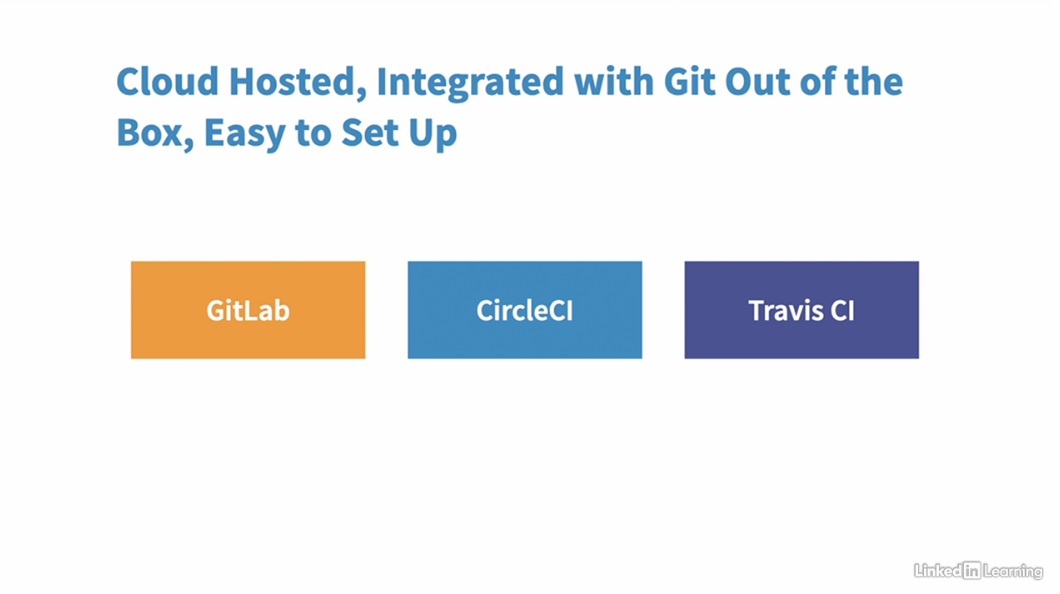 Cloud Hosted, Integrated with Git Out of the
Box, Easy to Set Up
GitLab
CircleCI
Travis CI
Linked in Learning